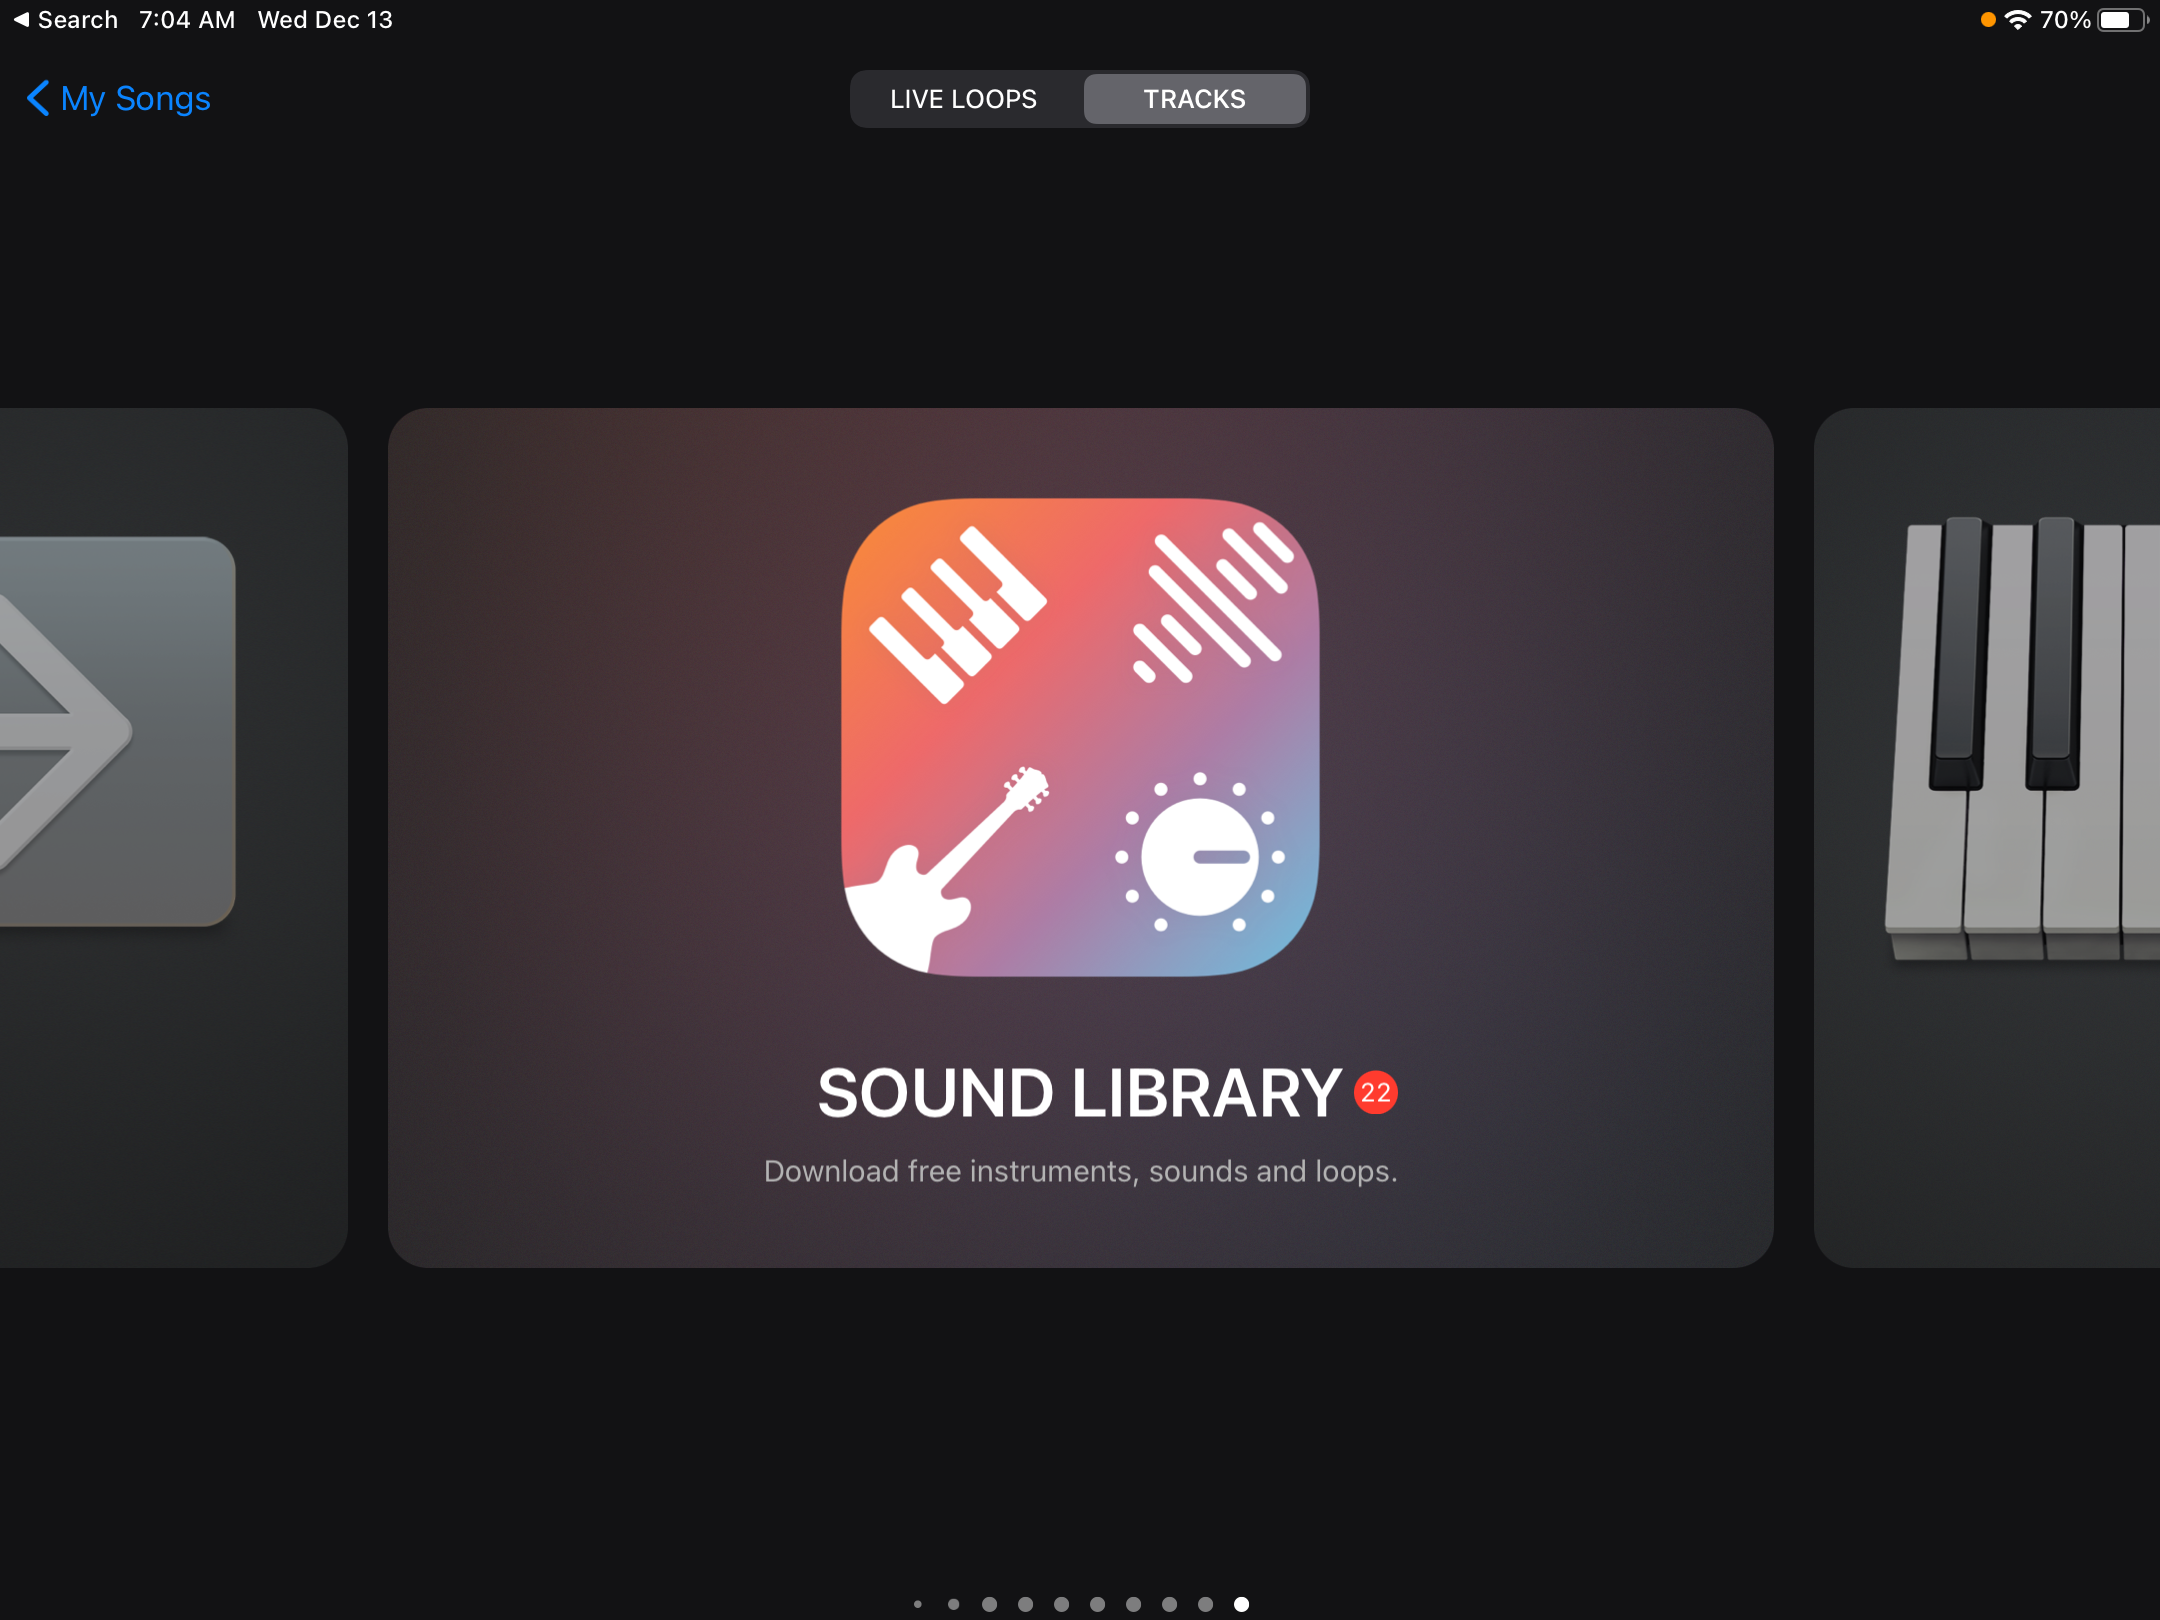 Search 7:04 AM Wed Dec 13 70%
My Songs LIVE LOOPS TRACKS
SOUND LIBRARY 22
Download free instruments, sounds and loops.